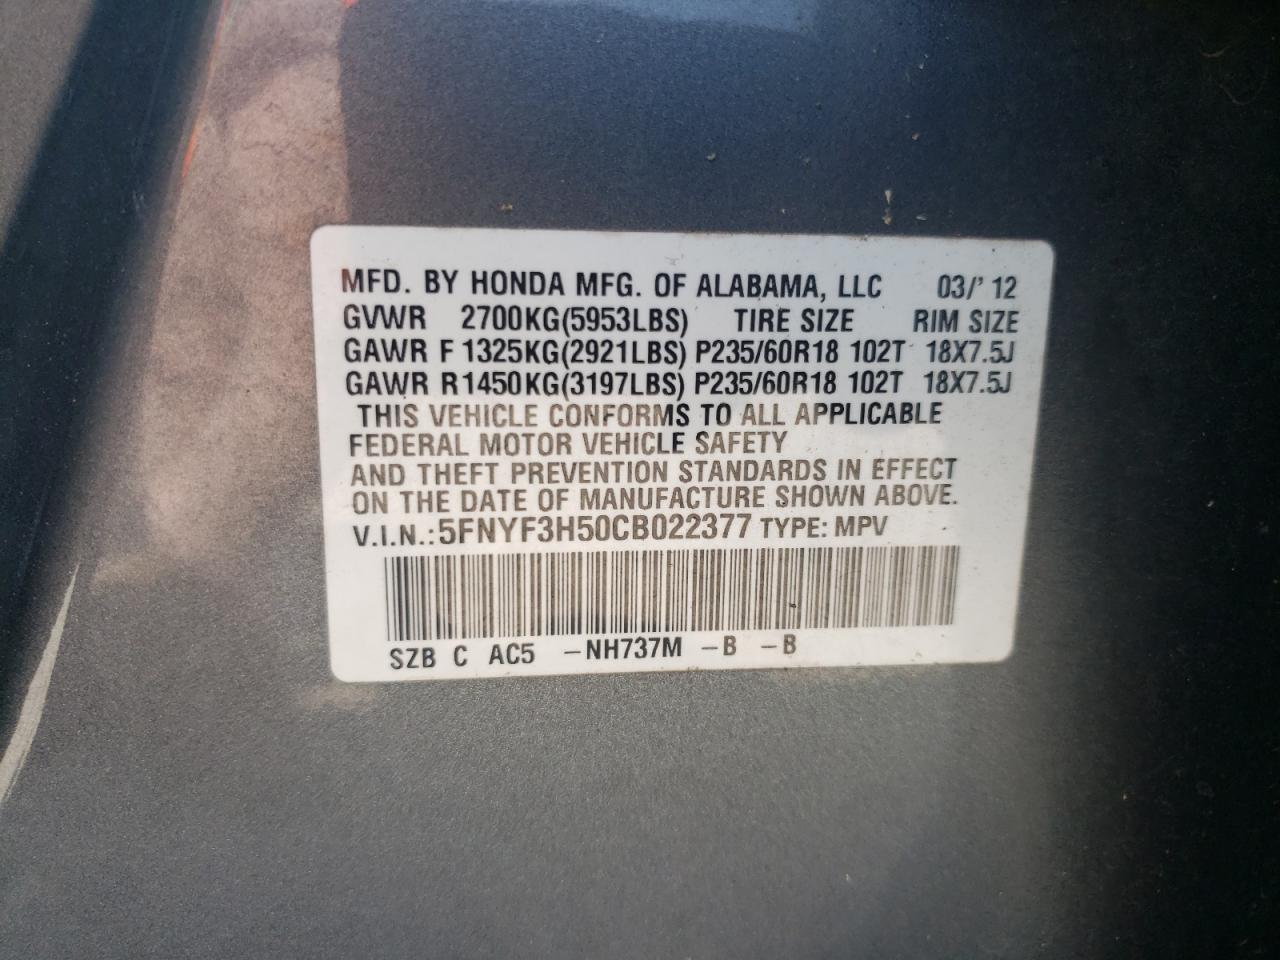 MFD. BY HONDA MFG. OF ALABAMA, LLC 03/' 12
GVWR 2700KG(5953LBS) TIRE SIZE RIM SIZE
GAWR F 1325KG(2921LBS) P235/60R18 102T 18X7.5J
GAWR R1450KG(3197LBS) P235/60R18 102T 18X7.5J
THIS VEHICLE CONFORMS TO ALL APPLICABLE
FEDERAL MOTOR VEHICLE SAFETY
AND THEFT PREVENTION STANDARDS IN EFFECT
ON THE DATE OF MANUFACTURE SHOWN ABOVE.
V.I.N.:5FNYF3H50CB022377 TYPE: MPV
SZB C AC5 -NH737M -B -B